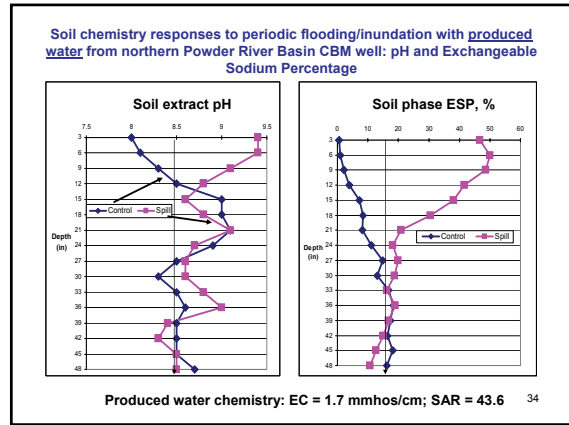 Soil chemistry responses to periodic flooding/inundation with produced
water from northern Powder River Basin CBM well: pH and Exchangeable
Sodium Percentage
Soil extract pH
7.5 8 8.5 9 9.5
3
6
9
12
15
18
21
24
27
30
33
36
39
42
45
48
Depth
(in)
Control Spill
Soil phase ESP, %
0 10 20 30 40 50 60
3
6
9
12
15
18
21
24
27
30
33
36
39
42
45
48
Depth
(in)
Control Spill
Produced water chemistry: EC = 1.7 mmhos/cm; SAR = 43.6
34